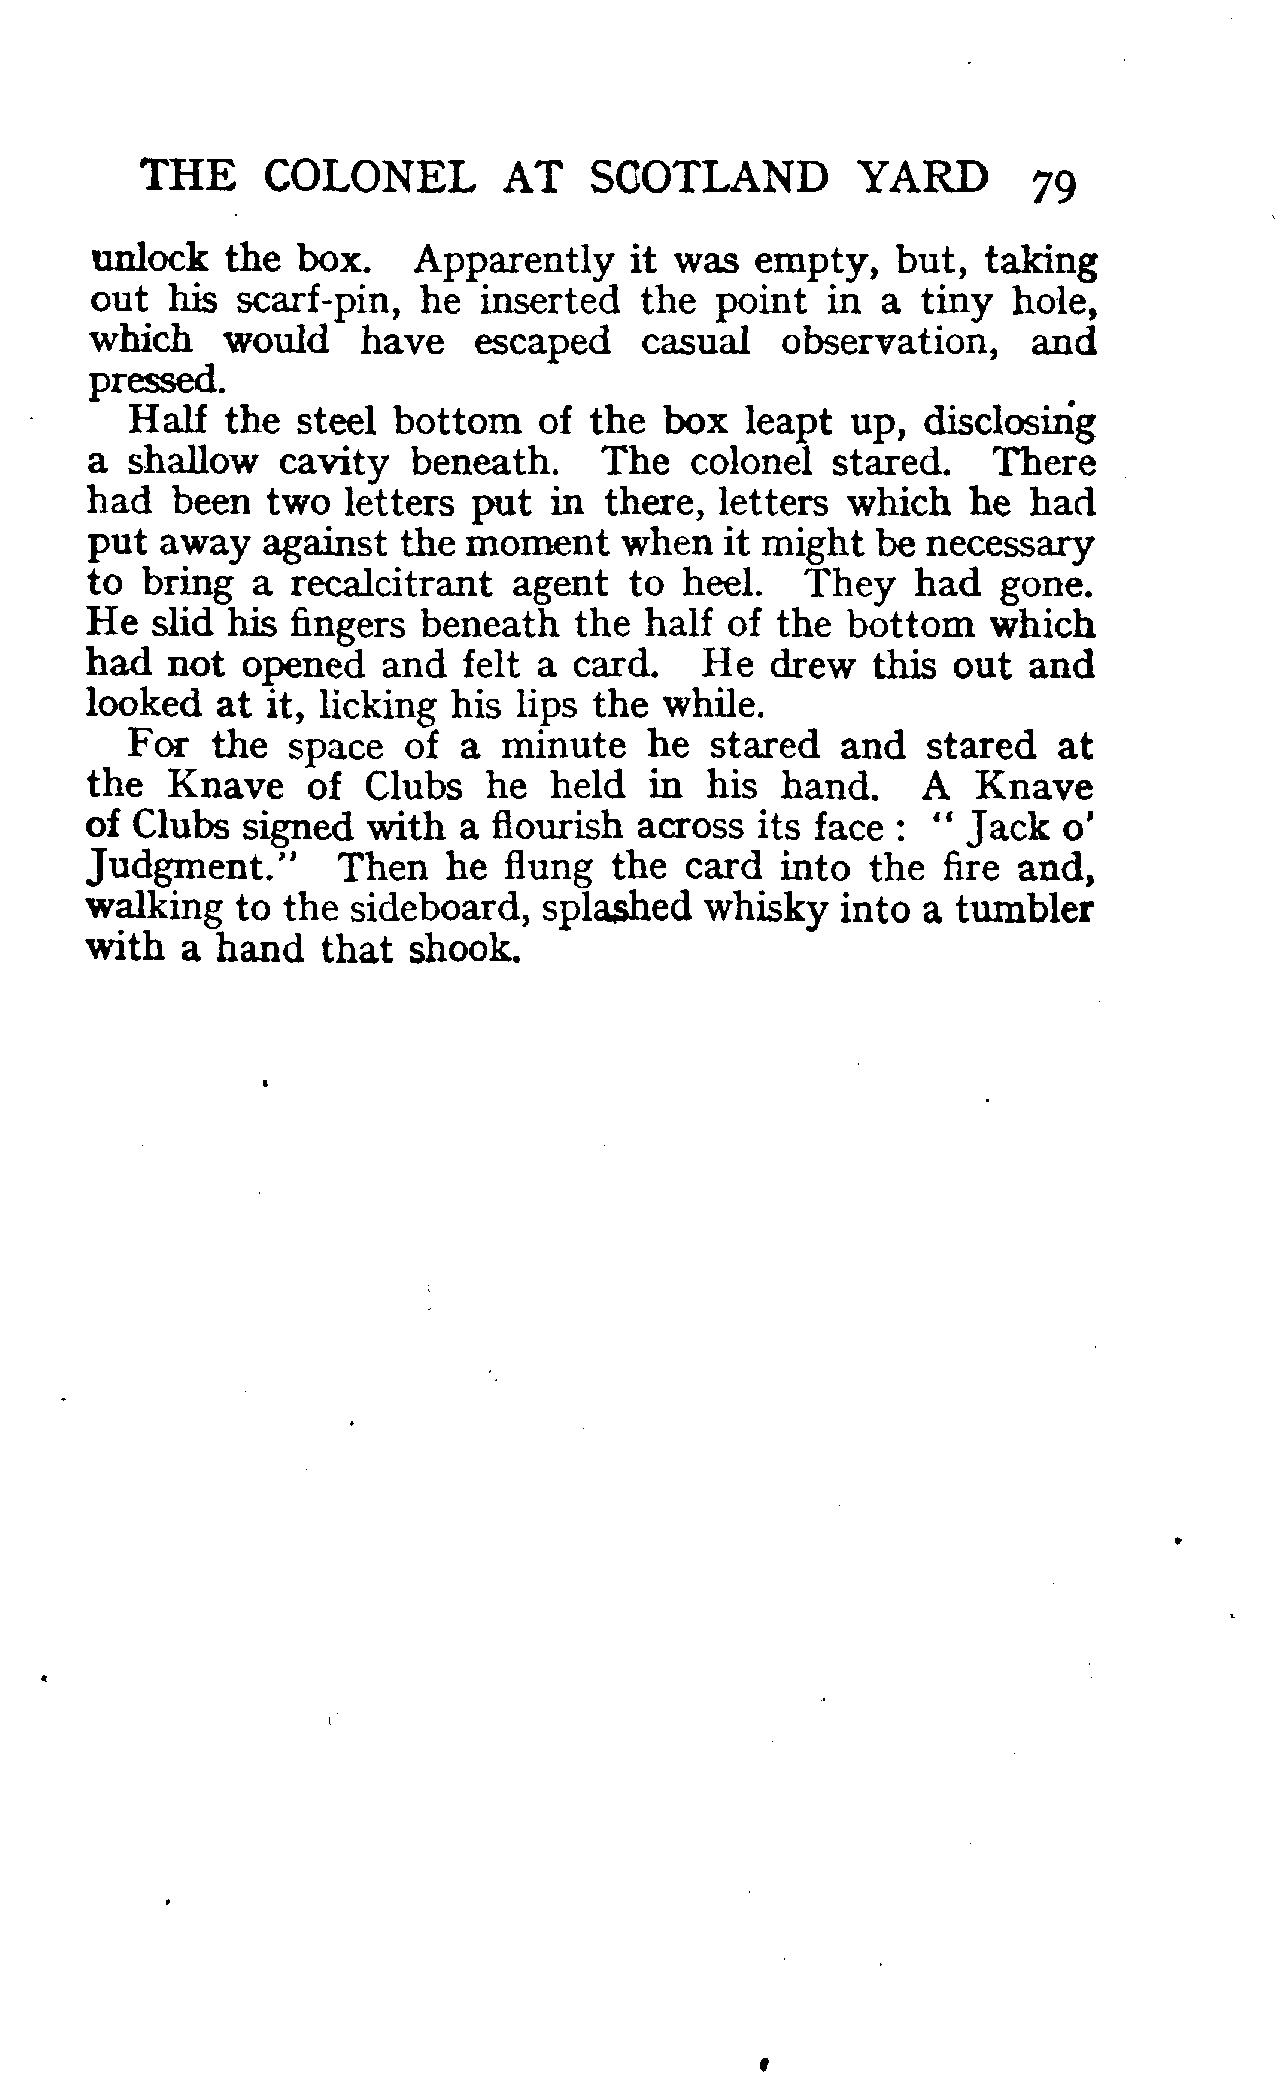 THE COLONEL AT SCOTLAND YARD 79
unlock the box. Apparently it was empty, but, taking
out his scarf-pin, he inserted the point in a tiny hole,
which would have escaped casual observation, and
pressed.
Half the steel bottom of the box leapt up, disclosing
a shallow cavity beneath. The colonel stared. There
had been two letters put in there, letters which he had
put away against the moment when it might be necessary
to bring a recalcitrant agent to heel. They had gone.
He slid his fingers beneath the half of the bottom which
had not opened and felt a card. He drew this out and
looked at it, licking his lips the while.
For the space of a minute he stared and stared at
the Knave of Clubs he held in his hand. A Knave
of Clubs signed with a flourish across its face : " Jack o'
Judgment." Then he flung the card into the fire and,
walking to the sideboard, splashed whisky into a tumbler
with a hand that shook.